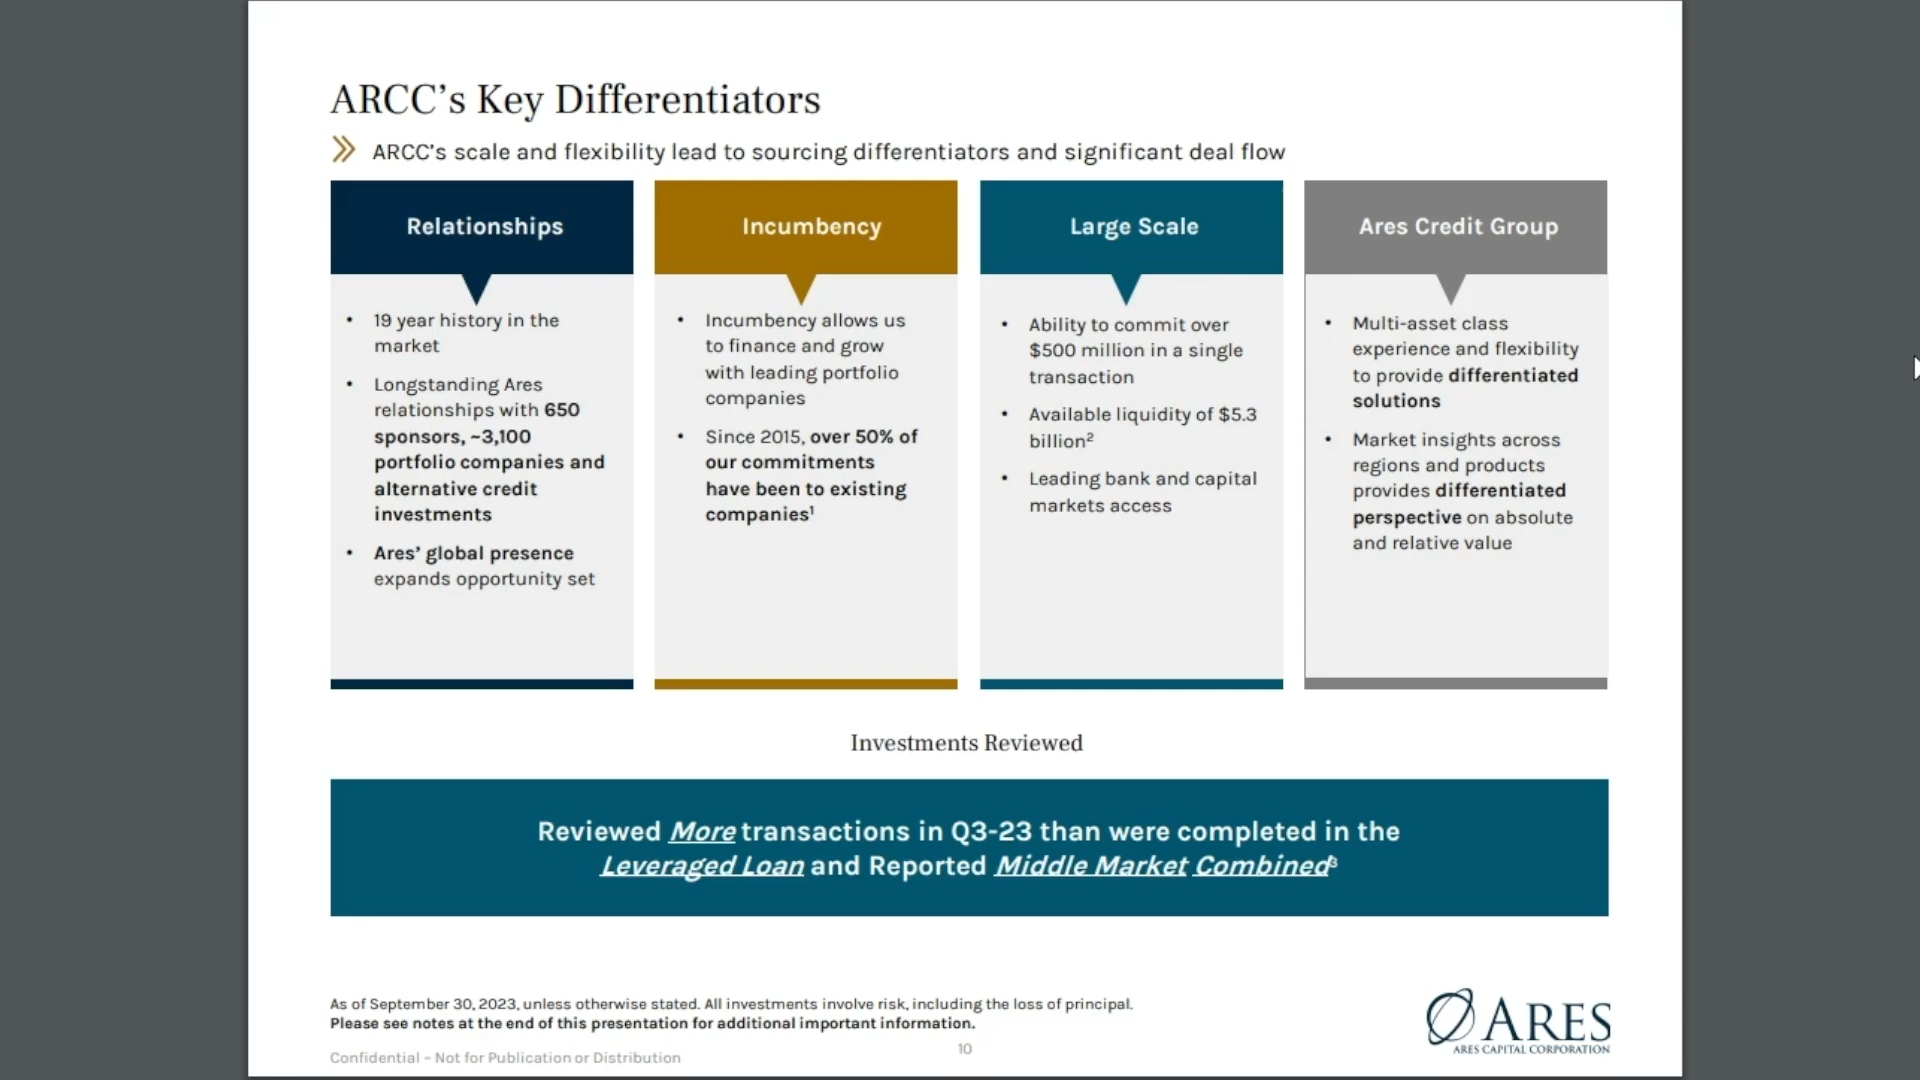 ARCC's Key Differentiators
ARCC's scale and flexibility lead to sourcing differentiators and significant deal flow
Relationships
• 19 year history in the
market
• Longstanding Ares
relationships with 650
sponsors, ~3,100
portfolio companies and
alternative credit
investments
• Ares' global presence
expands opportunity set
Incumbency
• Incumbency allows us
to finance and grow
with leading portfolio
companies
• Since 2015, over 50% of
our commitments
have been to existing
companies¹
Large Scale
• Ability to commit over
$500 million in a single
transaction
• Available liquidity of $5.3
billion²
• Leading bank and capital
markets access
Ares Credit Group
• Multi-asset class
experience and flexibility
to provide differentiated
solutions
• Market insights across
regions and products
provides differentiated
perspective on absolute
and relative value
Investments Reviewed
Reviewed More transactions in Q3-23 than were completed in the
Leveraged Loan and Reported Middle Market Combined³
As of September 30, 2023, unless otherwise stated. All investments involve risk, including the loss of principal.
Please see notes at the end of this presentation for additional important information.
Confidential – Not for Publication or Distribution
10
ARES
ARES CAPITAL CORPORATION